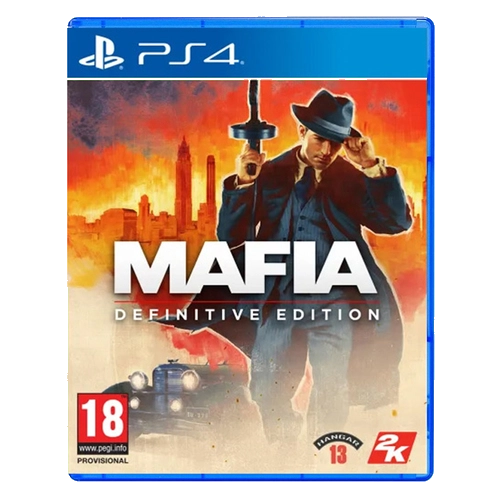 PS4
MAFIA
DEFINITIVE EDITION
18
www.pegi.info
PROVISIONAL
HANGAR
13
2K